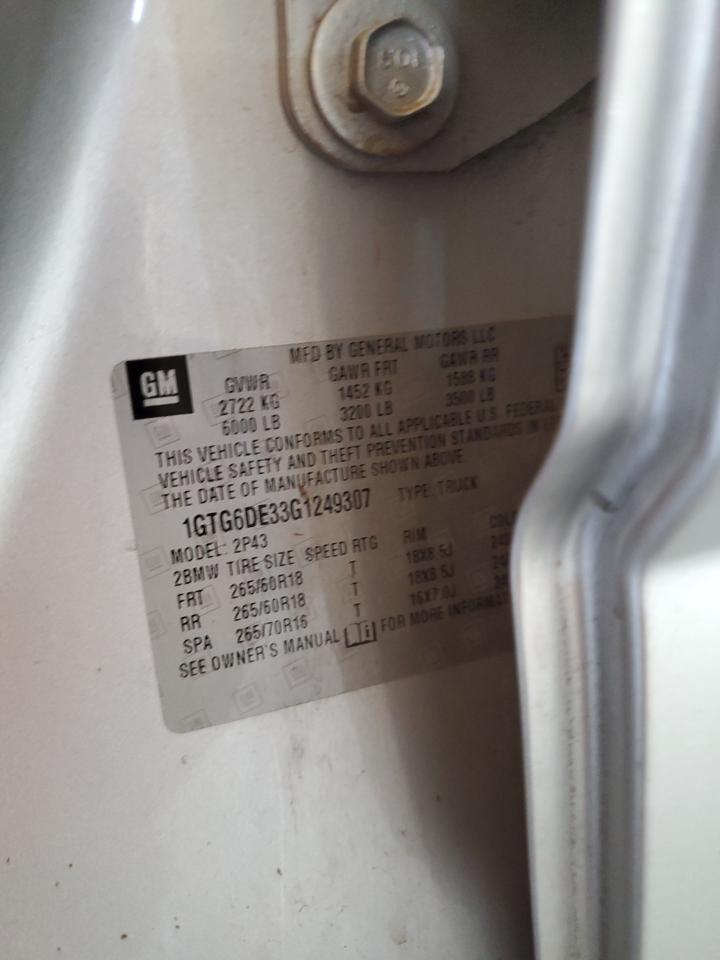 GM
MFD BY GENERAL MOTORS LLC
GVWR GAWR FRT GAWR RR
2722 KG 1452 KG 1588 KG
6000 LB 3200 LB 3500 LB
THIS VEHICLE CONFORMS TO ALL APPLICABLE U.S. FEDERAL
VEHICLE SAFETY AND THEFT PREVENTION STANDARDS IN
THE DATE OF MANUFACTURE SHOWN ABOVE
1GTG6DE33G1249307 TYPE: TRUCK
MODEL: 2P43
2BMW TIRE SIZE SPEED RTG RIM
FRT 265/60R18 T 18X8.5J
RR 265/60R18 T 18X8.5J
SPA 265/70R16 T 16X7.0J
SEE OWNER'S MANUAL FOR MORE